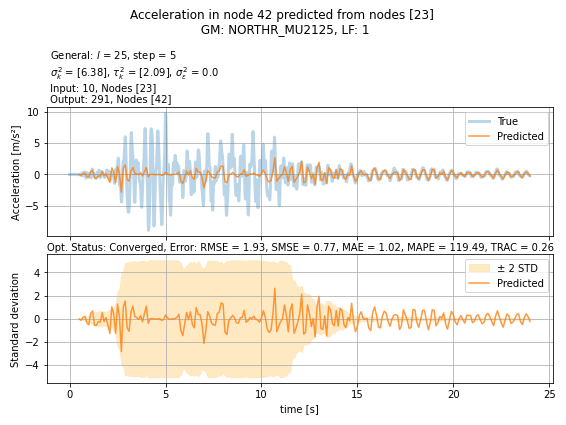 Acceleration in node 42 predicted from nodes [23]
GM: NORTHR_MU2125, LF: 1
General: l = 25, step = 5
σ²ₖ = [6.38], τ²ₖ = [2.09], σ²ε = 0.0
Input: 10, Nodes [23]
Output: 291, Nodes [42]
10
5
0
−5
Acceleration [m/s²]
True
Predicted
Opt. Status: Converged, Error: RMSE = 1.93, SMSE = 0.77, MAE = 1.02, MAPE = 119.49, TRAC = 0.26
4
2
0
−2
−4
Standard deviation
± 2 STD
Predicted
0 5 10 15 20 25
time [s]